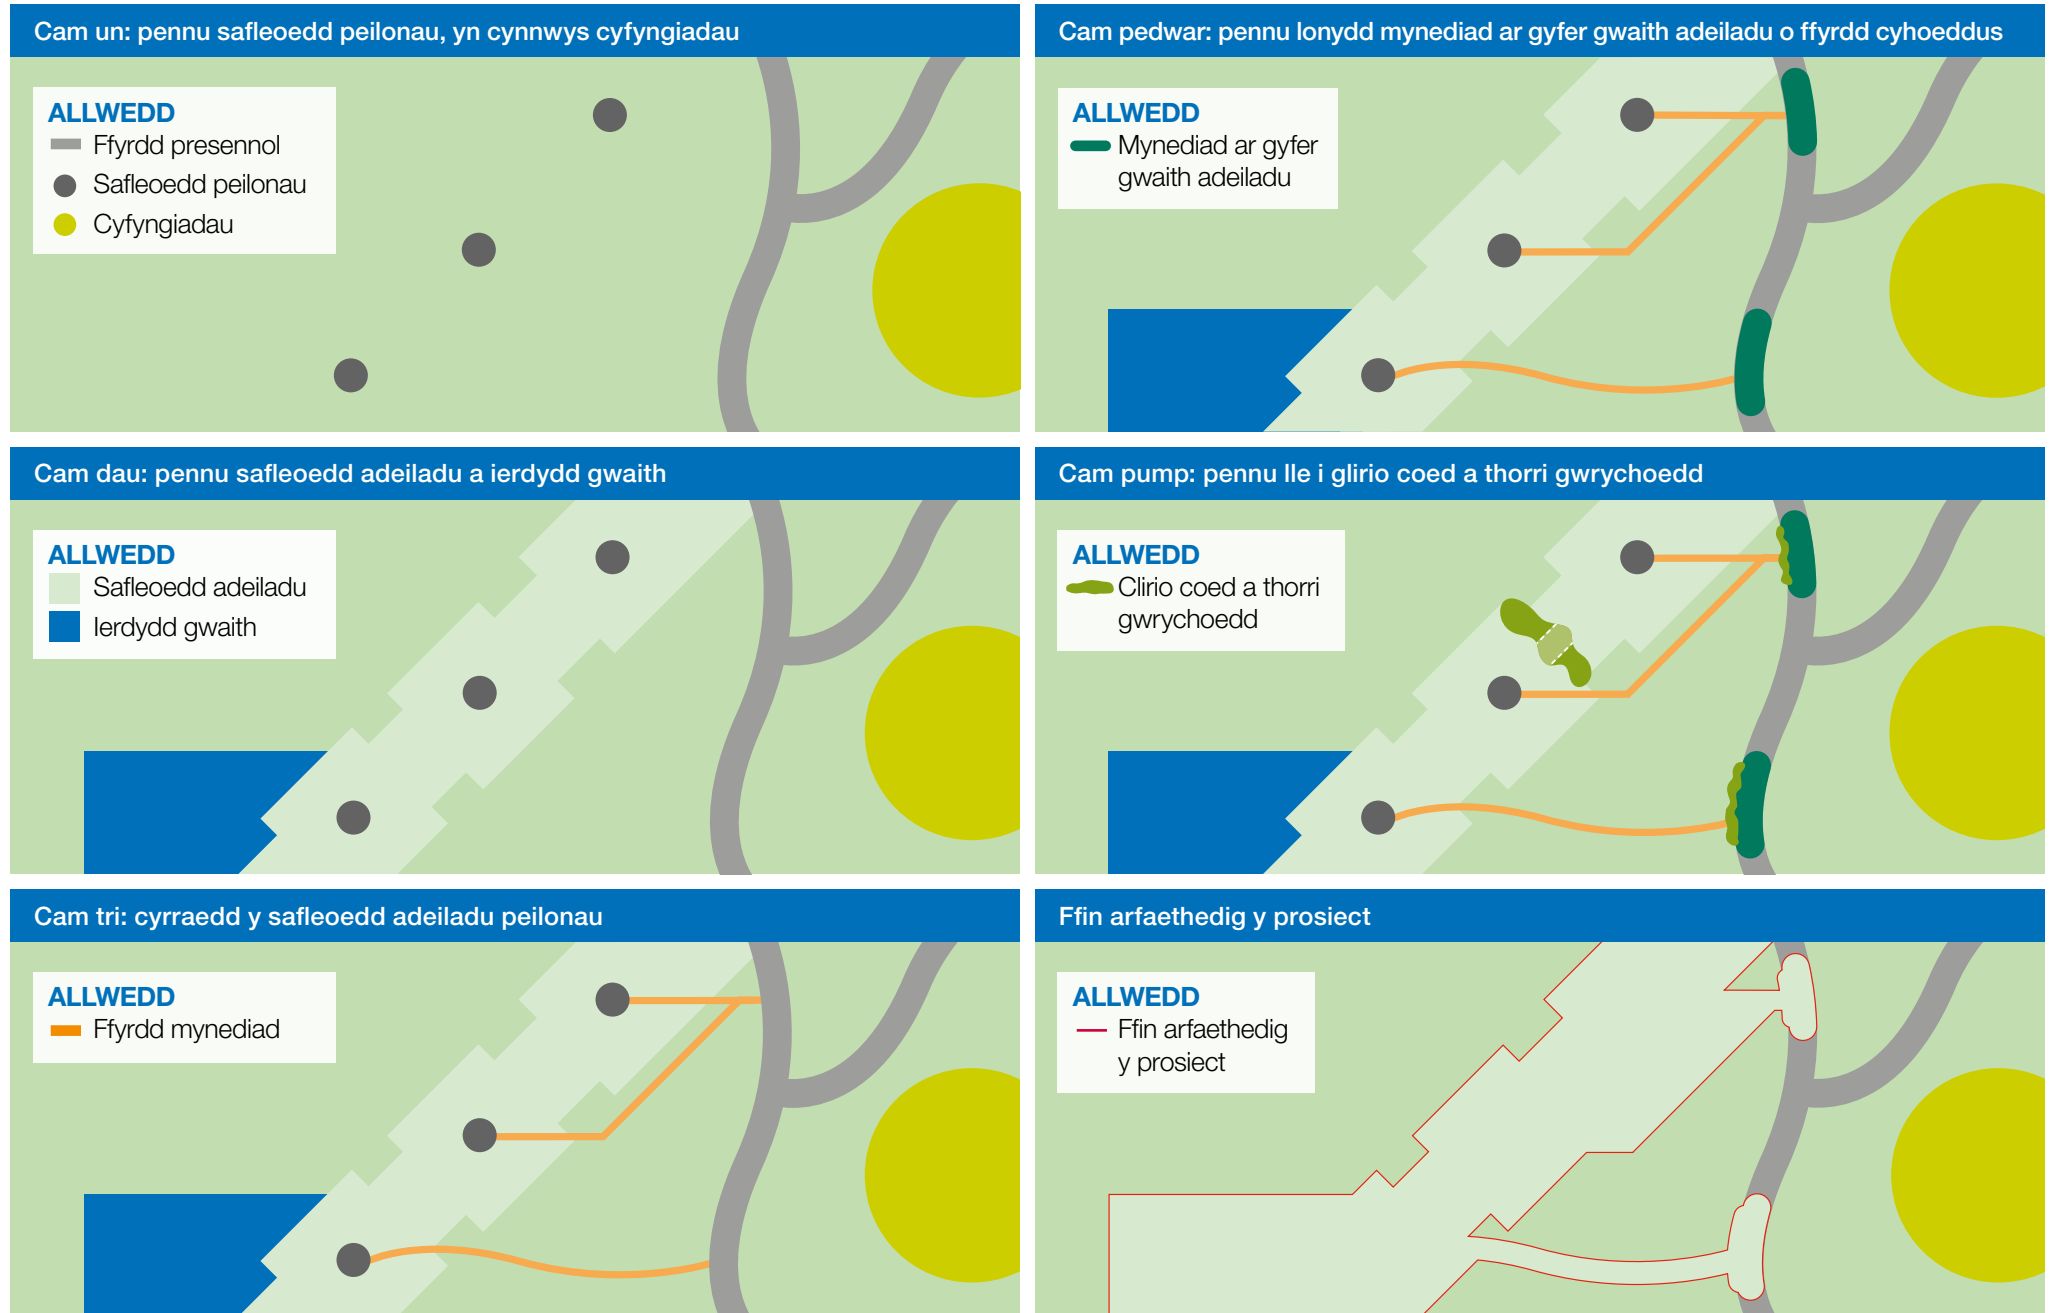 Cam un: pennu safleoedd peilonau, yn cynnwys cyfyngiadau
ALLWEDD
Ffyrdd presennol
Safleoedd peilonau
Cyfyngiadau
Cam dau: pennu safleoedd adeiladu a ierdydd gwaith
ALLWEDD
Safleoedd adeiladu
Ierdydd gwaith
Cam tri: cyrraedd y safleoedd adeiladu peilonau
ALLWEDD
Ffyrdd mynediad
Cam pedwar: pennu lonydd mynediad ar gyfer gwaith adeiladu o ffyrdd cyhoeddus
ALLWEDD
Mynediad ar gyfer
gwaith adeiladu
Cam pump: pennu lle i glirio coed a thorri gwrychoedd
ALLWEDD
Clirio coed a thorri
gwrychoedd
Ffin arfaethedig y prosiect
ALLWEDD
Ffin arfaethedig
y prosiect